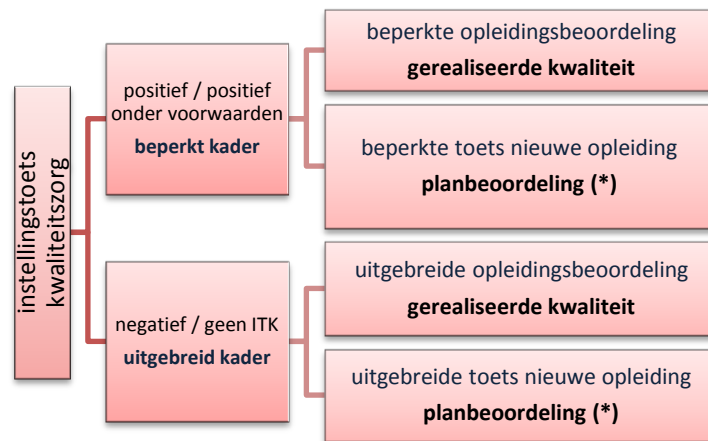 instellingstoets
kwaliteitszorg
positief / positief
onder voorwaarden
beperkt kader
beperkte opleidingsbeoordeling
gerealiseerde kwaliteit
beperkte toets nieuwe opleiding
planbeoordeling (*)
negatief / geen ITK
uitgebreid kader
uitgebreide opleidingsbeoordeling
gerealiseerde kwaliteit
uitgebreide toets nieuwe opleiding
planbeoordeling (*)